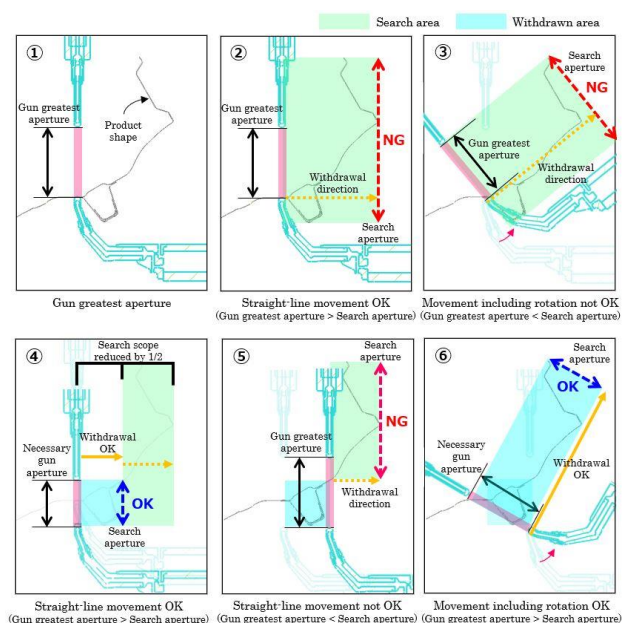 Search area
Withdrawn area
①
Gun greatest
aperture
Product
shape
Gun greatest aperture
②
Gun greatest
aperture
NG
Withdrawal
direction
Search
aperture
Straight-line movement OK
(Gun greatest aperture > Search aperture)
③
Search
aperture
NG
Gun greatest
aperture
Withdrawal
direction
Movement including rotation not OK
(Gun greatest aperture < Search aperture)
④
Search scope
reduced by 1/2
Necessary
gun
aperture
Withdrawal
OK
OK
Search
aperture
Straight-line movement OK
(Gun greatest aperture > Search aperture)
⑤
Search
aperture
NG
Gun greatest
aperture
Withdrawal
direction
Straight-line movement not OK
(Gun greatest aperture < Search aperture)
⑥
Search
aperture
OK
Necessary
gun
aperture
Withdrawal
OK
Movement including rotation OK
(Gun greatest aperture > Search aperture)